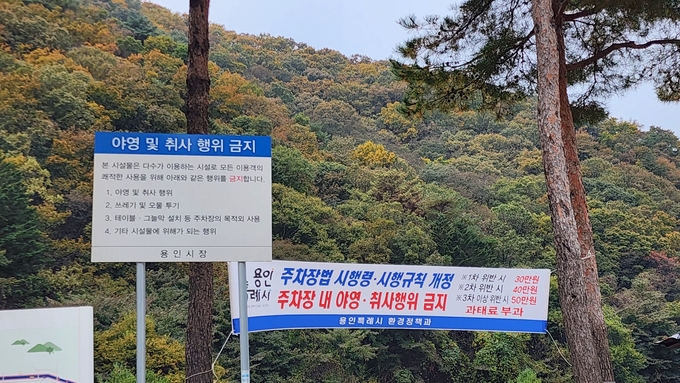 야영 및 취사 행위 금지
본 시설물은 다수가 이용하는 시설로 모든 이용객의
쾌적한 사용을 위해 아래와 같은 행위를 금지합니다.
1. 야영 및 취사 행위
2. 쓰레기 및 오물 투기
3. 테이블·그늘막 설치 등 주차장의 목적외 사용
4. 기타 시설물에 위해가 되는 행위
용인시장
용인
특례시
주차장법 시행령·시행규칙 개정
주차장 내 야영·취사행위 금지
※1차 위반 시 30만원
※2차 위반 시 40만원
※3차 이상 위반 시 50만원
과태료부과
용인특례시 환경정책과